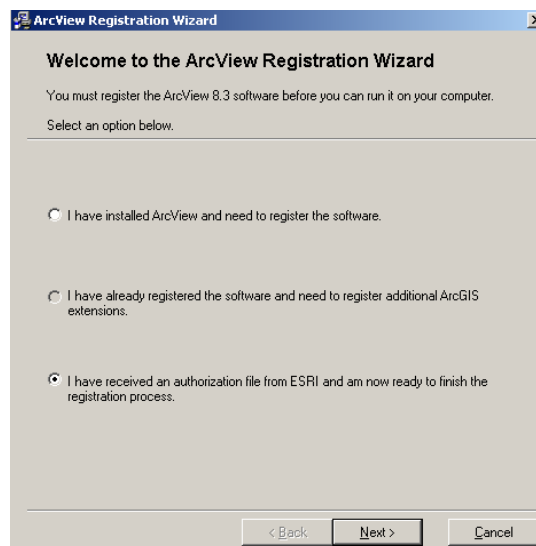 ArcView Registration Wizard
Welcome to the ArcView Registration Wizard
You must register the ArcView 8.3 software before you can run it on your computer.
Select an option below.
I have installed ArcView and need to register the software.
I have already registered the software and need to register additional ArcGIS
extensions.
I have received an authorization file from ESRI and am now ready to finish the
registration process.
< Back Next > Cancel